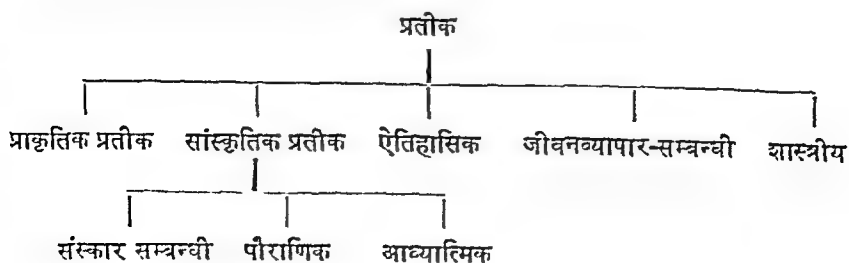 प्रतीक
प्राकृतिक प्रतीक सांस्कृतिक प्रतीक ऐतिहासिक जीवनव्यापार-सम्बन्धी शास्त्रीय
संस्कार सम्बन्धी पौराणिक आध्यात्मिक